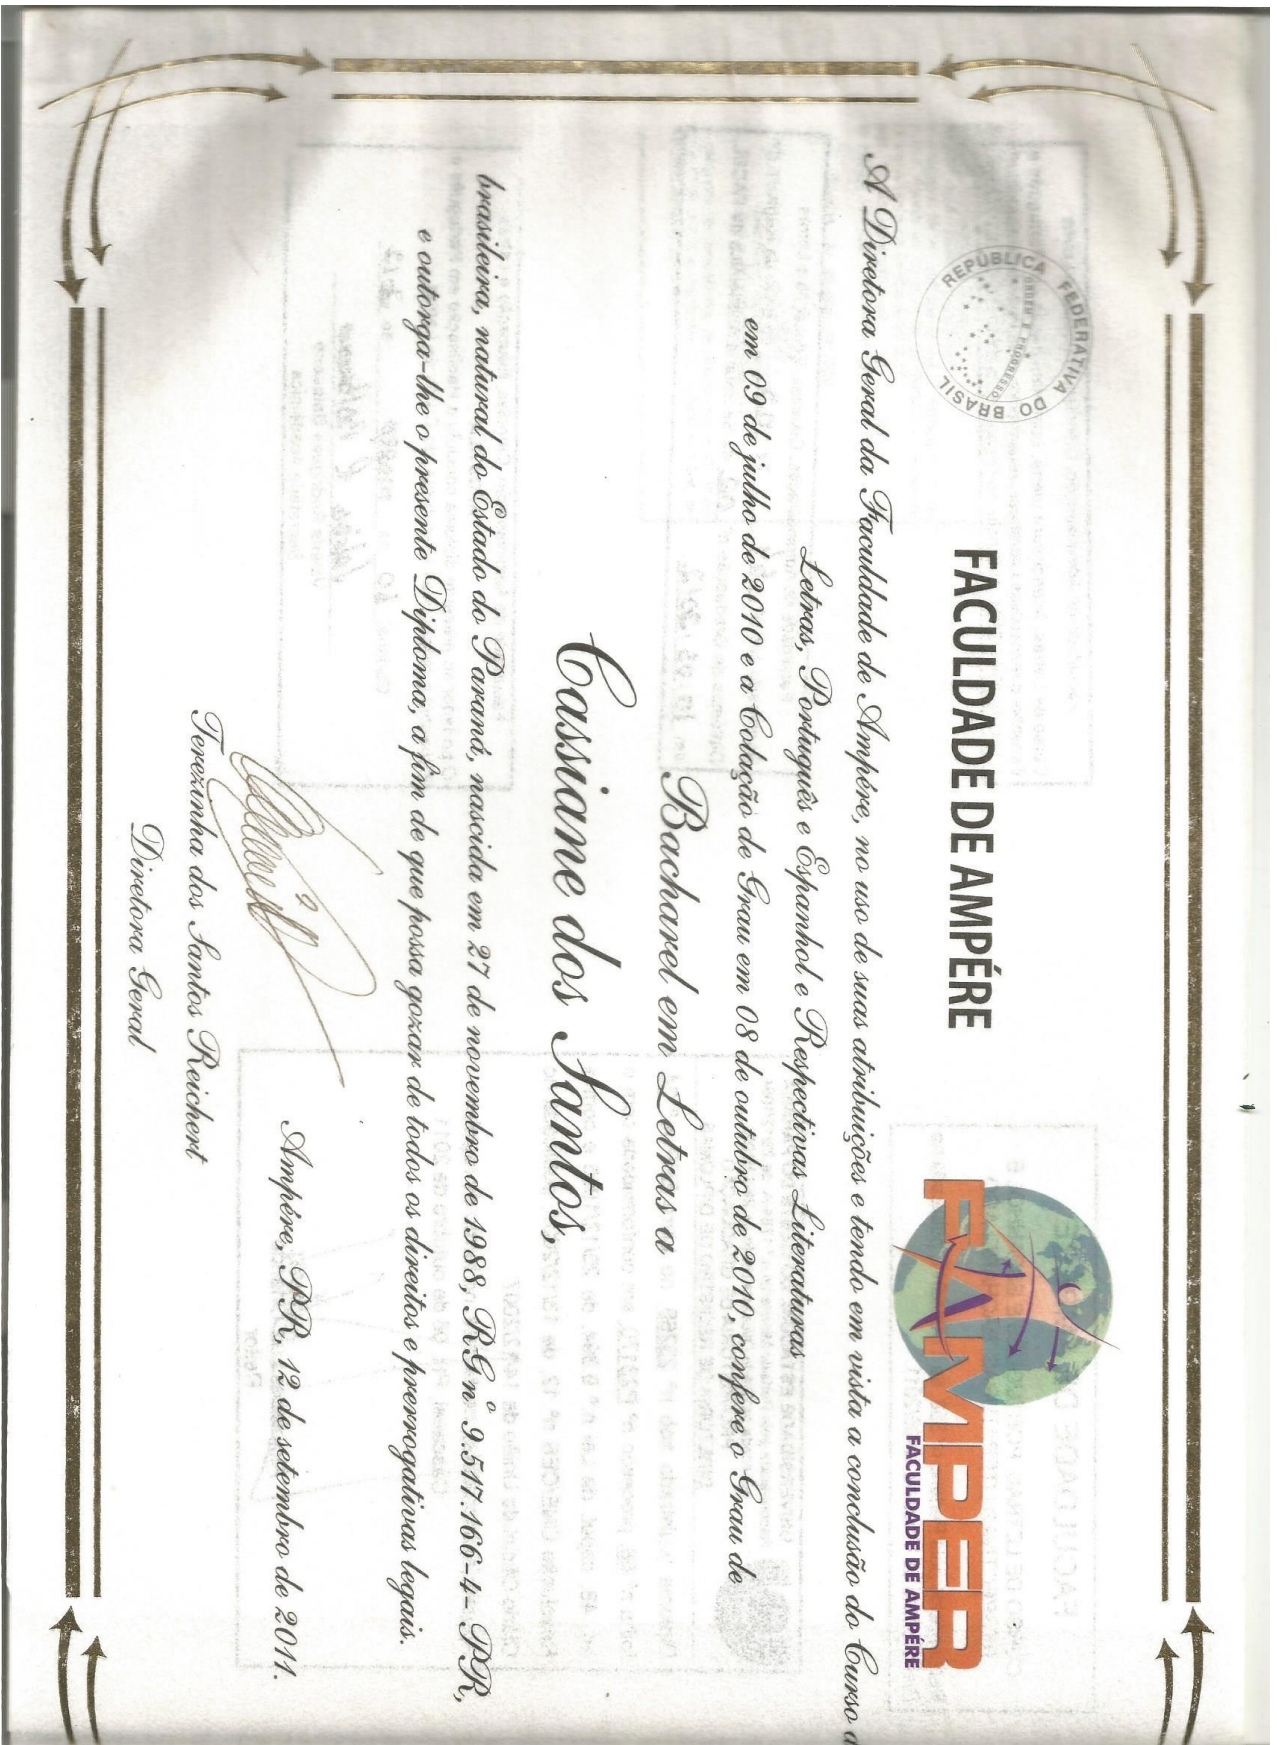 REPÚBLICA FEDERATIVA DO BRASIL
ORDEM E PROGRESSO
FACULDADE DE AMPÉRE
FAMPER
FACULDADE DE AMPÉRE
A Diretora Geral da Faculdade de Ampére, no uso de suas atribuições e tendo em vista a conclusão do Curso
Letras, Português e Espanhol e Respectivas Literaturas
em 09 de julho de 2010 e a Colação de Grau em 08 de outubro de 2010, confere o Grau de
Bacharel em Letras a
Cassiane dos Santos,
brasileira, natural do Estado do Paraná, nascida em 27 de novembro de 1988, RG nº 9.517.166-4- PR,
e outorga-lhe o presente Diploma, a fim de que possa gozar de todos os direitos e prerrogativas legais.
Ampére, PR, 12 de setembro de 2011.
Terezinha dos Santos Reichert
Diretora Geral